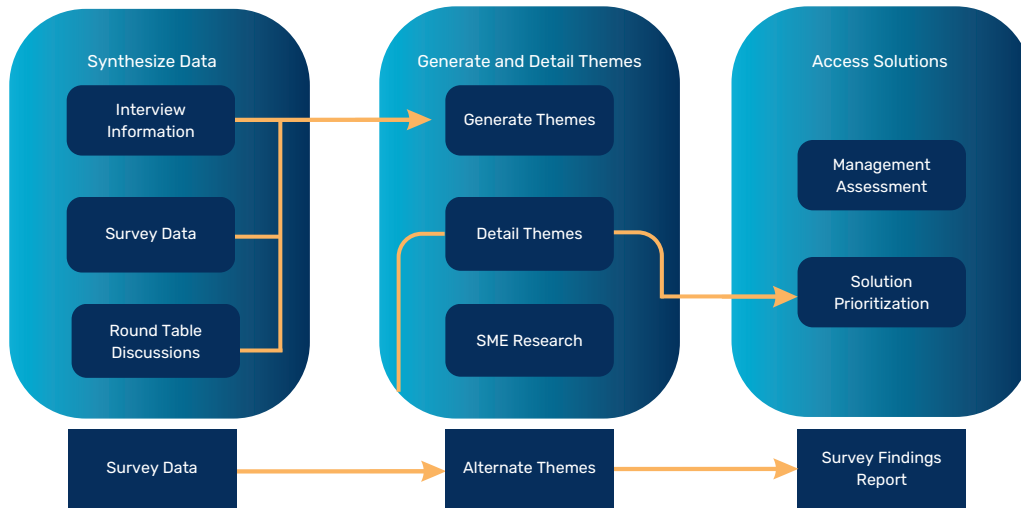 Synthesize Data
Interview
Information
Survey Data
Round Table
Discussions
Survey Data
Generate and Detail Themes
Generate Themes
Detail Themes
SME Research
Alternate Themes
Access Solutions
Management
Assessment
Solution
Prioritization
Survey Findings
Report